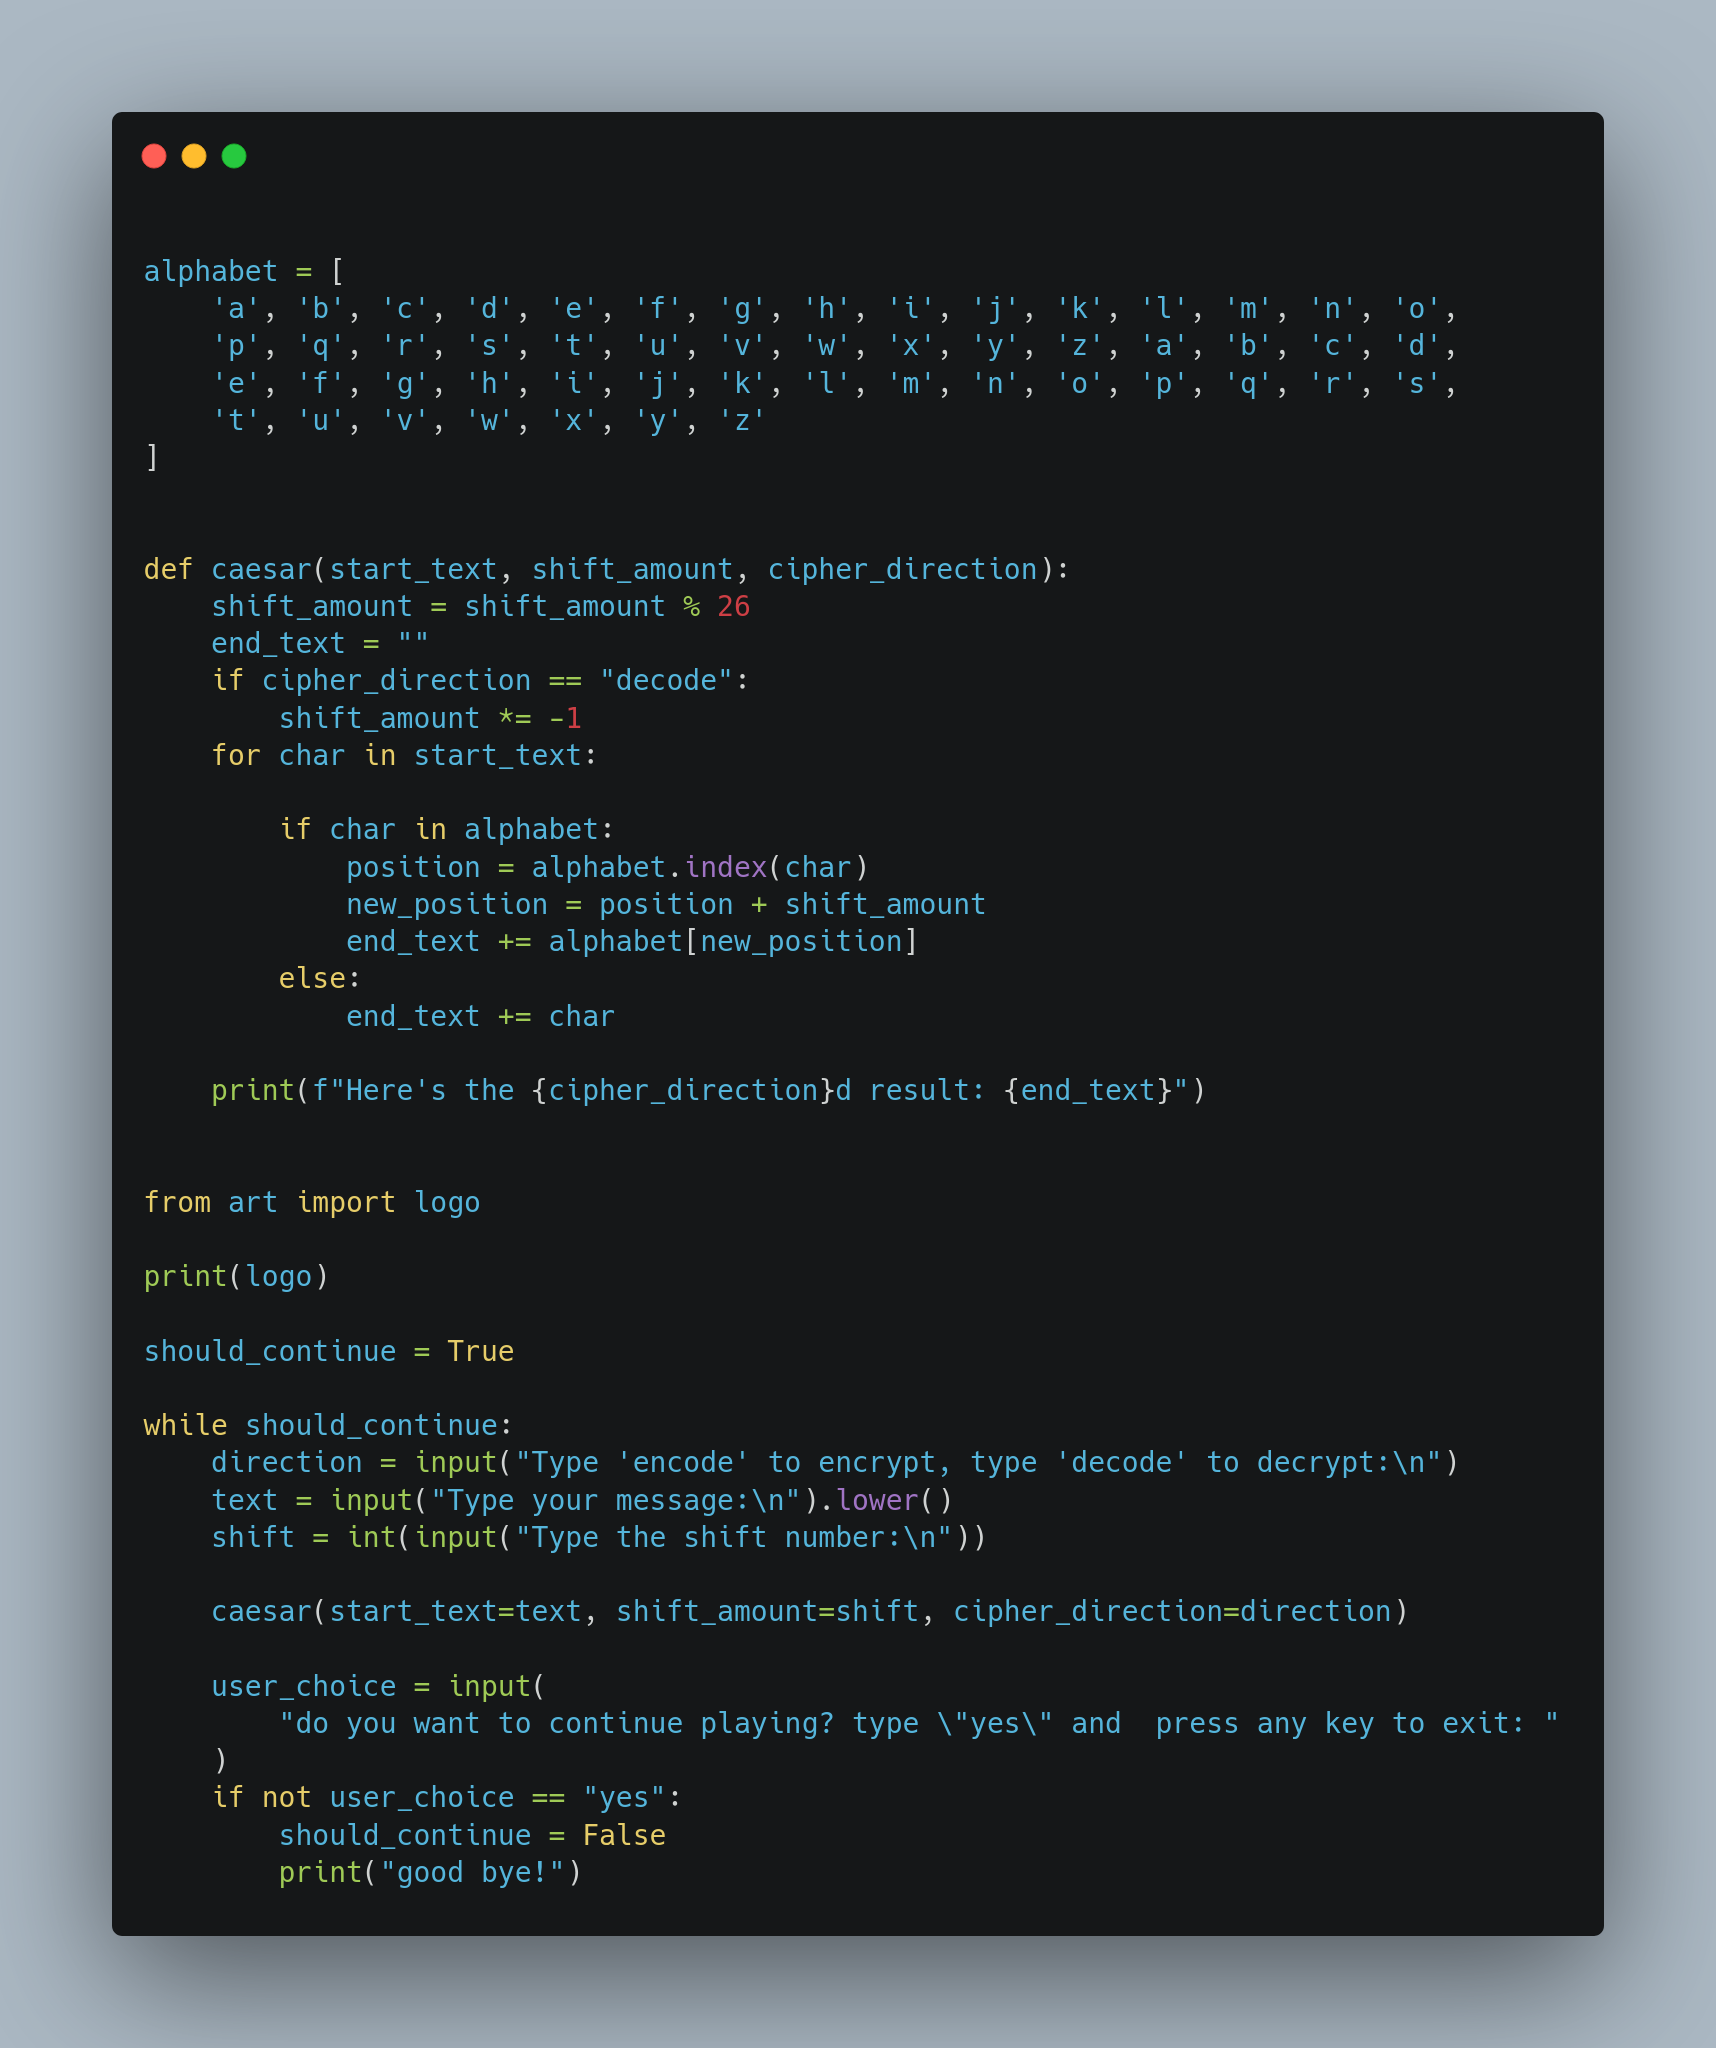 alphabet = [
    'a', 'b', 'c', 'd', 'e', 'f', 'g', 'h', 'i', 'j', 'k', 'l', 'm', 'n', 'o',
    'p', 'q', 'r', 's', 't', 'u', 'v', 'w', 'x', 'y', 'z', 'a', 'b', 'c', 'd',
    'e', 'f', 'g', 'h', 'i', 'j', 'k', 'l', 'm', 'n', 'o', 'p', 'q', 'r', 's',
    't', 'u', 'v', 'w', 'x', 'y', 'z'
]
def caesar(start_text, shift_amount, cipher_direction):
    shift_amount = shift_amount % 26
    end_text = ""
    if cipher_direction == "decode":
        shift_amount *= -1
    for char in start_text:
        if char in alphabet:
            position = alphabet.index(char)
            new_position = position + shift_amount
            end_text += alphabet[new_position]
        else:
            end_text += char
    print(f"Here's the {cipher_direction}d result: {end_text}")
from art import logo
print(logo)
should_continue = True
while should_continue:
    direction = input("Type 'encode' to encrypt, type 'decode' to decrypt:\n")
    text = input("Type your message:\n").lower()
    shift = int(input("Type the shift number:\n"))
    caesar(start_text=text, shift_amount=shift, cipher_direction=direction)
    user_choice = input(
        "do you want to continue playing? type \"yes\" and  press any key to exit: "
    )
    if not user_choice == "yes":
        should_continue = False
        print("good bye!")